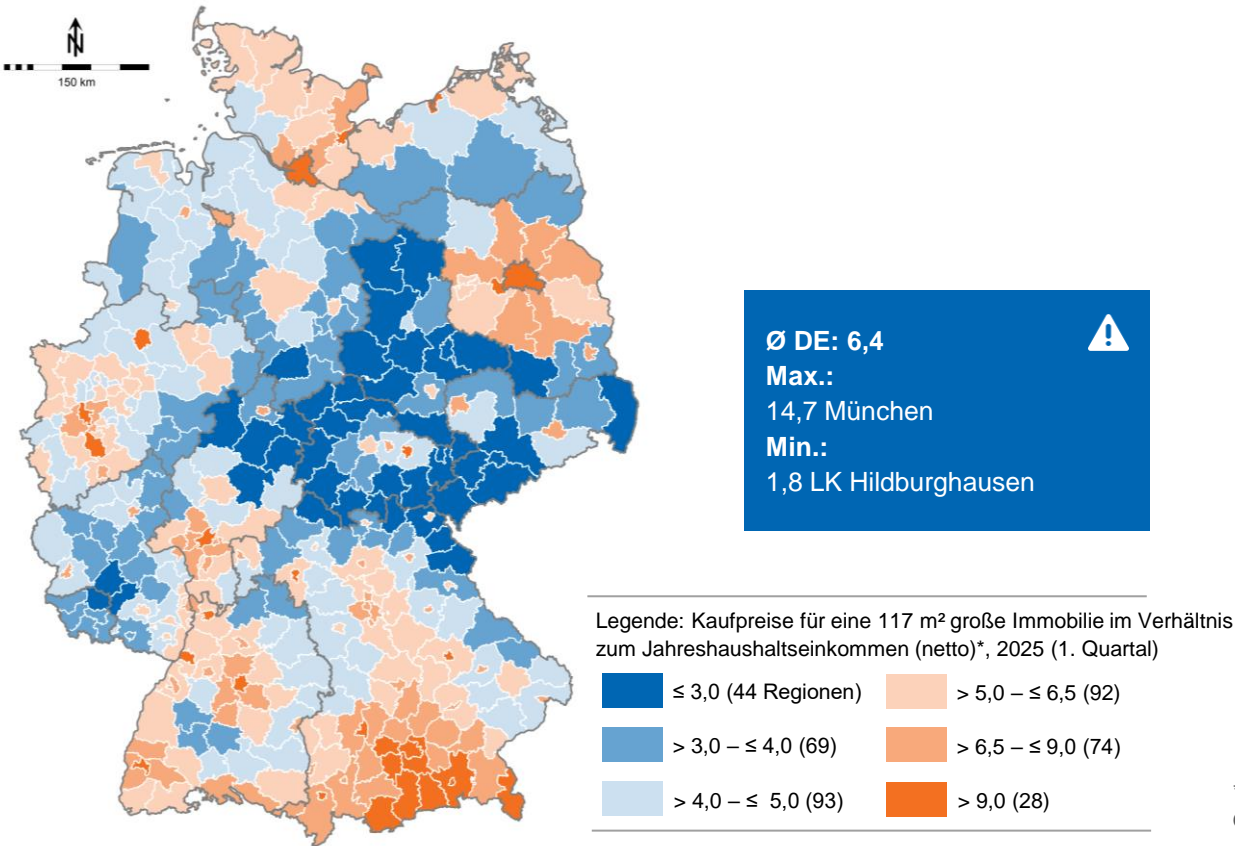 N
150 km
Ø DE: 6,4
Max.:
14,7 München
Min.:
1,8 LK Hildburghausen
Legende: Kaufpreise für eine 117 m² große Immobilie im Verhältnis
zum Jahreshaushaltseinkommen (netto)*, 2025 (1. Quartal)
≤ 3,0 (44 Regionen)
> 5,0 – ≤ 6,5 (92)
> 3,0 – ≤ 4,0 (69)
> 6,5 – ≤ 9,0 (74)
> 4,0 – ≤ 5,0 (93)
> 9,0 (28)